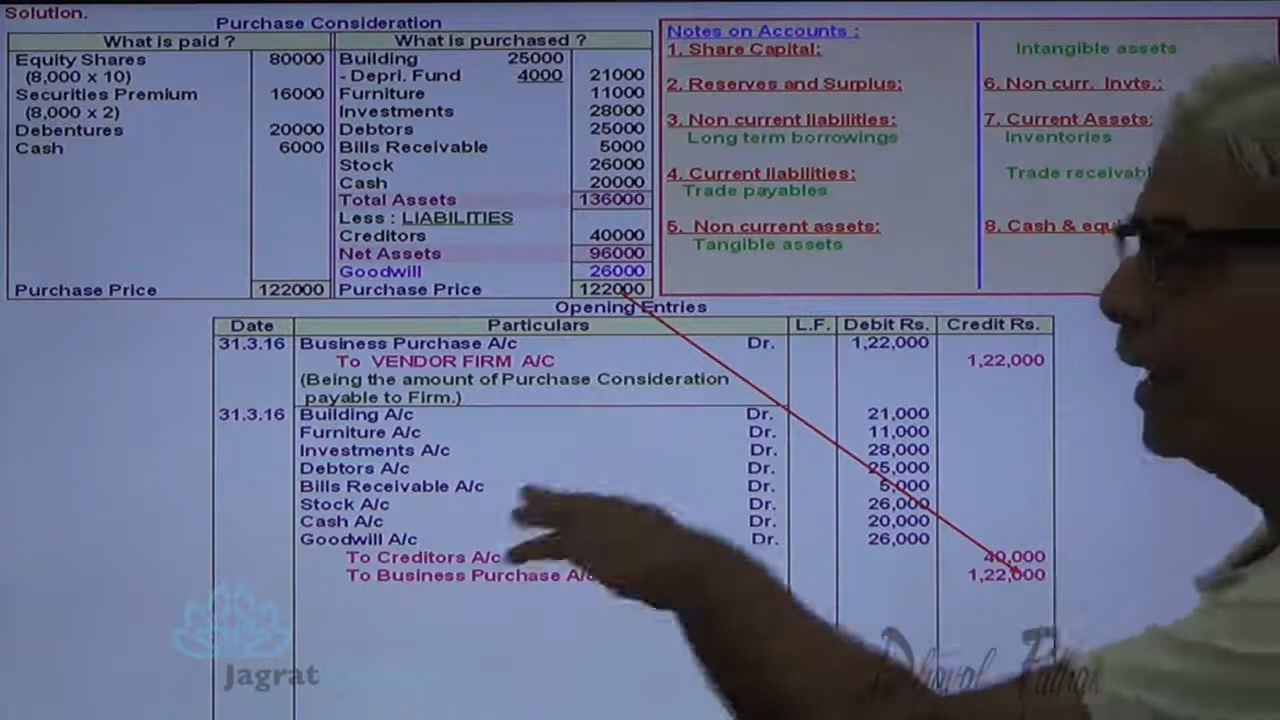 Solution.
Purchase Consideration
What is paid ? What is purchased ?
Equity Shares 80000 Building 25000
(8,000 x 10) - Depri. Fund 4000 21000
Securities Premium 16000 Furniture 11000
(8,000 x 2) Investments 28000
Debentures 20000 Debtors 25000
Cash 6000 Bills Receivable 5000
Stock 26000
Cash 20000
Total Assets 136000
Less : LIABILITIES
Creditors 40000
Net Assets 96000
Goodwill 26000
Purchase Price 122000 Purchase Price 122000
Notes on Accounts :
1. Share Capital:
2. Reserves and Surplus:
3. Non current liabilities:
Long term borrowings
4. Current liabilities:
Trade payables
5. Non current assets:
Tangible assets
Intangible assets
6. Non curr. Invts.:
7. Current Assets:
Inventories
Trade
8. Cash &
Opening Entries
Date Particulars L.F. Debit Rs. Credit Rs.
31.3.16 Business Purchase A/c Dr. 1,22,000
To VENDOR FIRM A/C 1,22,000
(Being the amount of Purchase Consideration
payable to Firm.)
31.3.16 Building A/c Dr. 21,000
Furniture A/c Dr. 11,000
Investments A/c Dr. 28,000
Debtors A/c Dr. 25,000
Bills Receivable A/c Dr. 5,000
Stock A/c Dr. 26,000
Cash A/c Dr. 20,000
Goodwill A/c Dr. 26,000
To Creditors A/c 40,000
To Business Purchase A/c 1,22,000
Jagrat